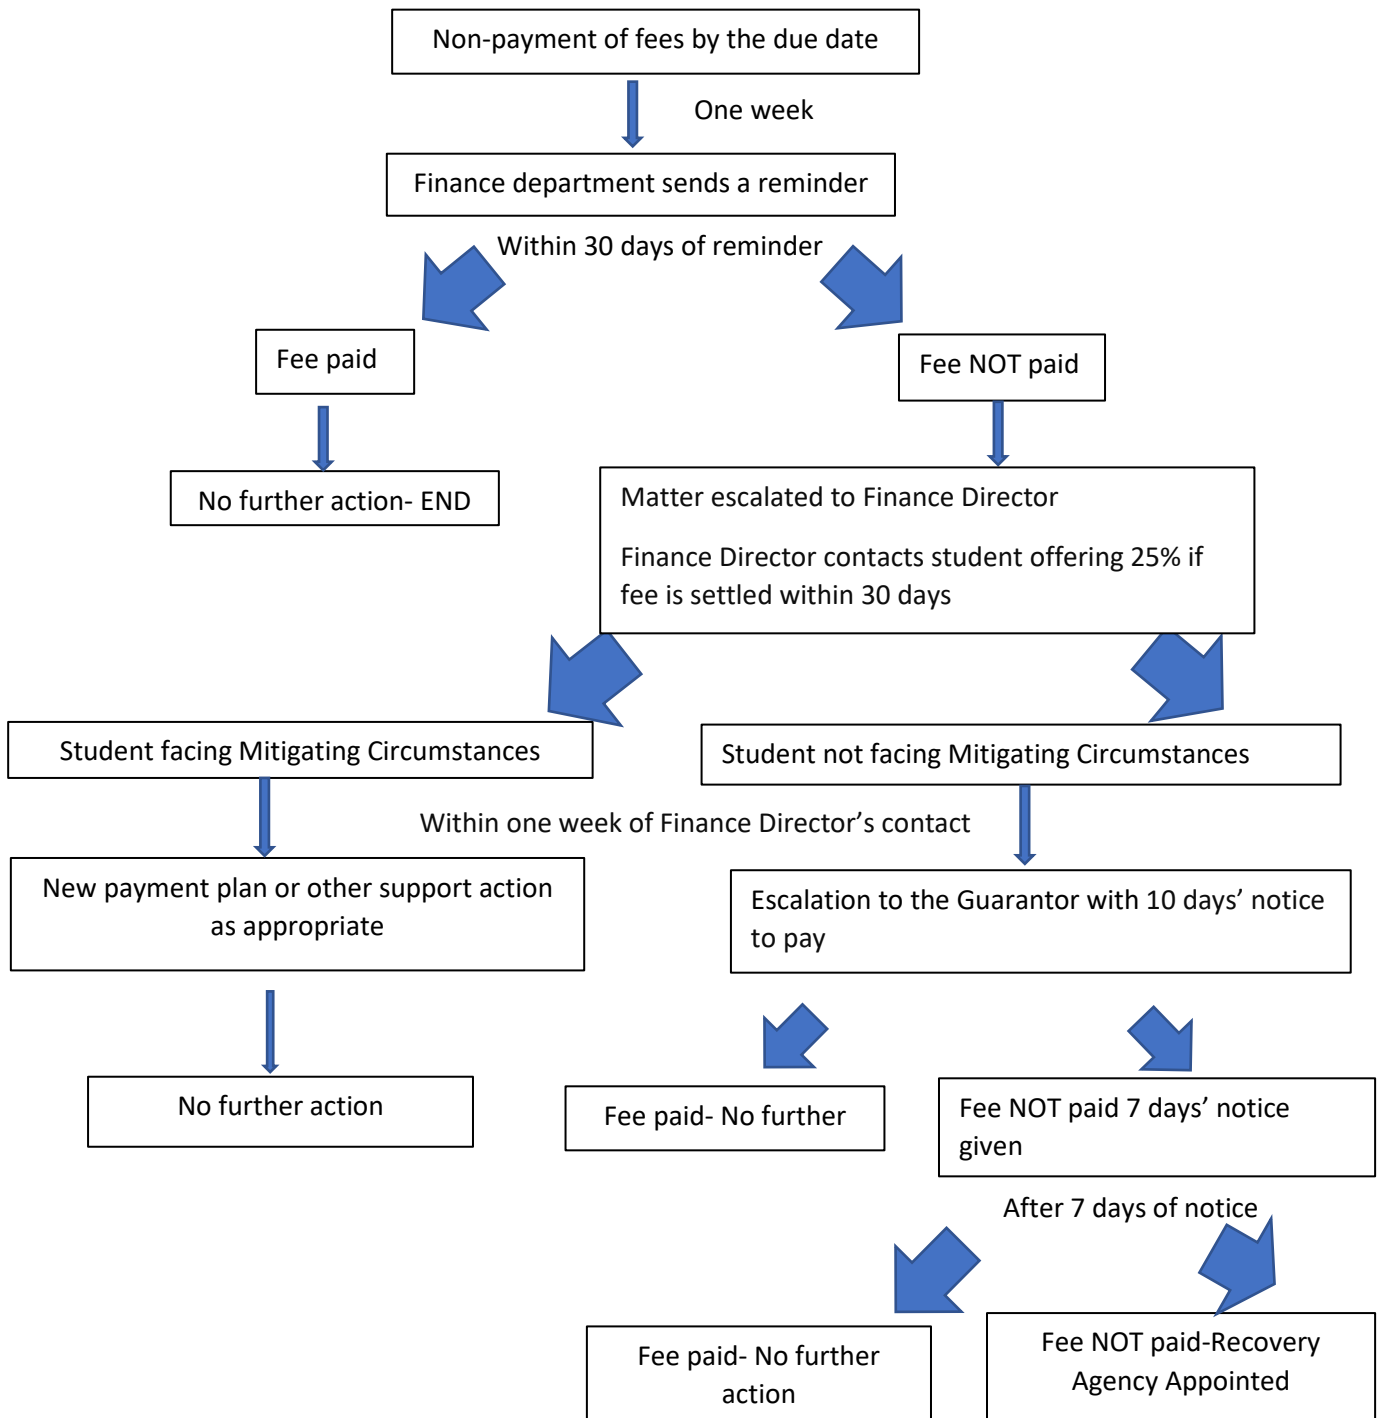 Non-payment of fees by the due date
One week
Finance department sends a reminder
Within 30 days of reminder
Fee paid
Fee NOT paid
No further action- END
Matter escalated to Finance Director
Finance Director contacts student offering 25% if
fee is settled within 30 days
Student facing Mitigating Circumstances
Student not facing Mitigating Circumstances
Within one week of Finance Director’s contact
New payment plan or other support action
as appropriate
Escalation to the Guarantor with 10 days’ notice
to pay
No further action
Fee paid- No further
Fee NOT paid 7 days’ notice
given
After 7 days of notice
Fee paid- No further
action
Fee NOT paid-Recovery
Agency Appointed